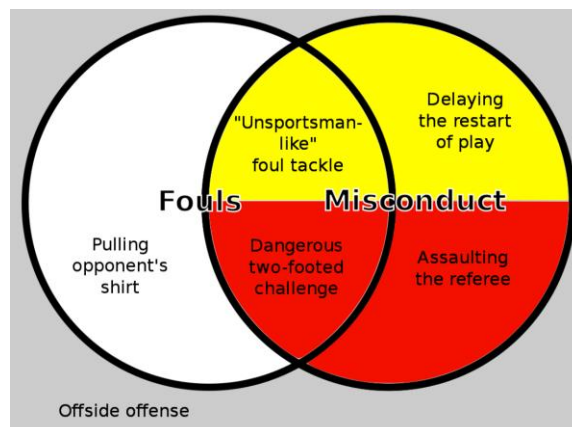 Delaying
the restart
of play
"Unsportsman-
like"
foul tackle
Fouls
Misconduct
Pulling
opponent's
shirt
Dangerous
two-footed
challenge
Assaulting
the referee
Offside offense